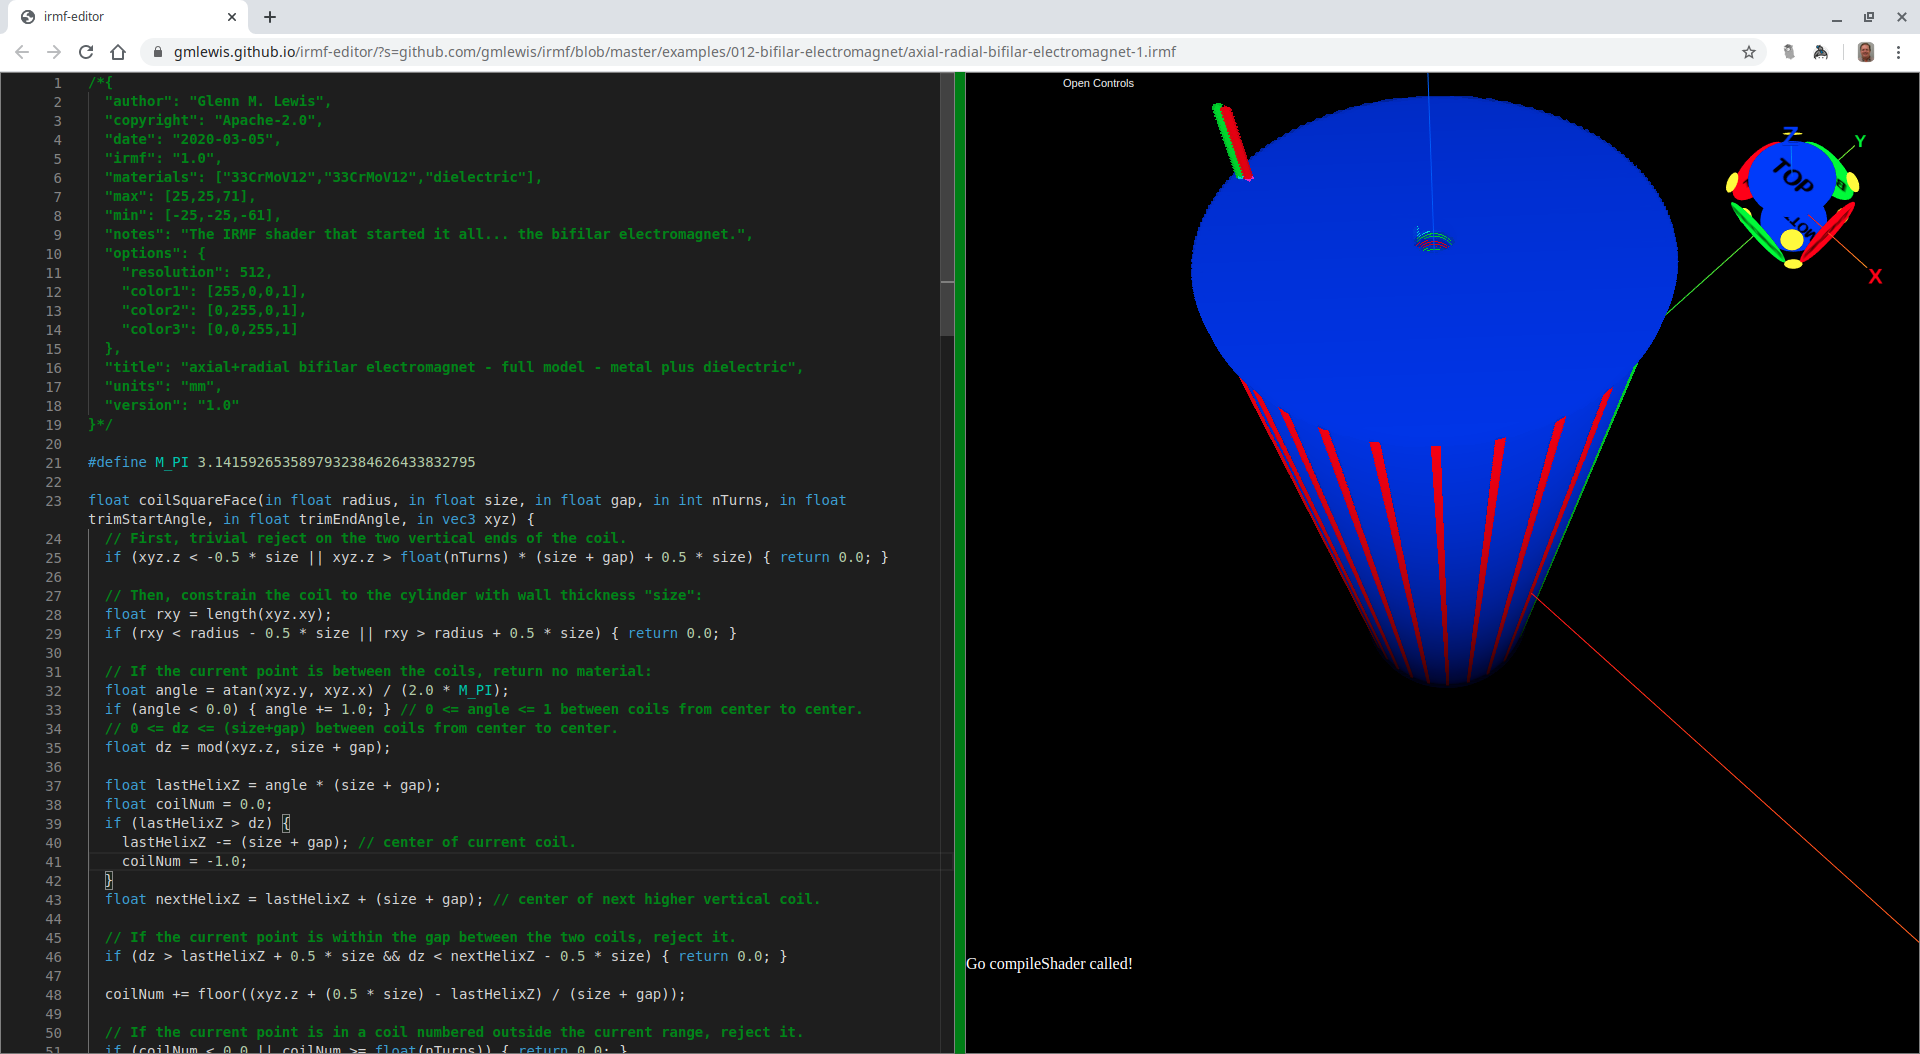 irmf-editor
gmlewis.github.io/irmf-editor/?s=github.com/gmlewis/irmf/blob/master/examples/012-bifilar-electromagnet/axial-radial-bifilar-electromagnet-1.irmf
1 /*{
2 "author": "Glenn M. Lewis",
3 "copyright": "Apache-2.0",
4 "date": "2020-03-05",
5 "irmf": "1.0",
6 "materials": ["33CrMoV12","33CrMoV12","dielectric"],
7 "max": [25,25,71],
8 "min": [-25,-25,-61],
9 "notes": "The IRMF shader that started it all... the bifilar electromagnet.",
10 "options": {
11 "resolution": 512,
12 "color1": [255,0,0,1],
13 "color2": [0,255,0,1],
14 "color3": [0,0,255,1]
15 },
16 "title": "axial+radial bifilar electromagnet - full model - metal plus dielectric",
17 "units": "mm",
18 "version": "1.0"
19 }*/
20
21 #define M_PI 3.1415926535897932384626433832795
22
23 float coilSquareFace(in float radius, in float size, in float gap, in int nTurns, in float
trimStartAngle, in float trimEndAngle, in vec3 xyz) {
24 // First, trivial reject on the two vertical ends of the coil.
25 if (xyz.z < -0.5 * size || xyz.z > float(nTurns) * (size + gap) + 0.5 * size) { return 0.0; }
26
27 // Then, constrain the coil to the cylinder with wall thickness "size":
28 float rxy = length(xyz.xy);
29 if (rxy < radius - 0.5 * size || rxy > radius + 0.5 * size) { return 0.0; }
30
31 // If the current point is between the coils, return no material:
32 float angle = atan(xyz.y, xyz.x) / (2.0 * M_PI);
33 if (angle < 0.0) { angle += 1.0; } // 0 <= angle <= 1 between coils from center to center.
34 // 0 <= dz <= (size+gap) between coils from center to center.
35 float dz = mod(xyz.z, size + gap);
36
37 float lastHelixZ = angle * (size + gap);
38 float coilNum = 0.0;
39 if (lastHelixZ > dz) {
40 lastHelixZ -= (size + gap); // center of current coil.
41 coilNum = -1.0;
42 }
43 float nextHelixZ = lastHelixZ + (size + gap); // center of next higher vertical coil.
44
45 // If the current point is within the gap between the two coils, reject it.
46 if (dz > lastHelixZ + 0.5 * size && dz < nextHelixZ - 0.5 * size) { return 0.0; }
47
48 coilNum += floor((xyz.z + (0.5 * size) - lastHelixZ) / (size + gap));
49
50 // If the current point is in a coil numbered outside the current range, reject it.
51 if (coilNum < 0.0 || coilNum >= float(nTurns)) { return 0.0; }
Open Controls
Z
Y
TOP
X
Go compileShader called!